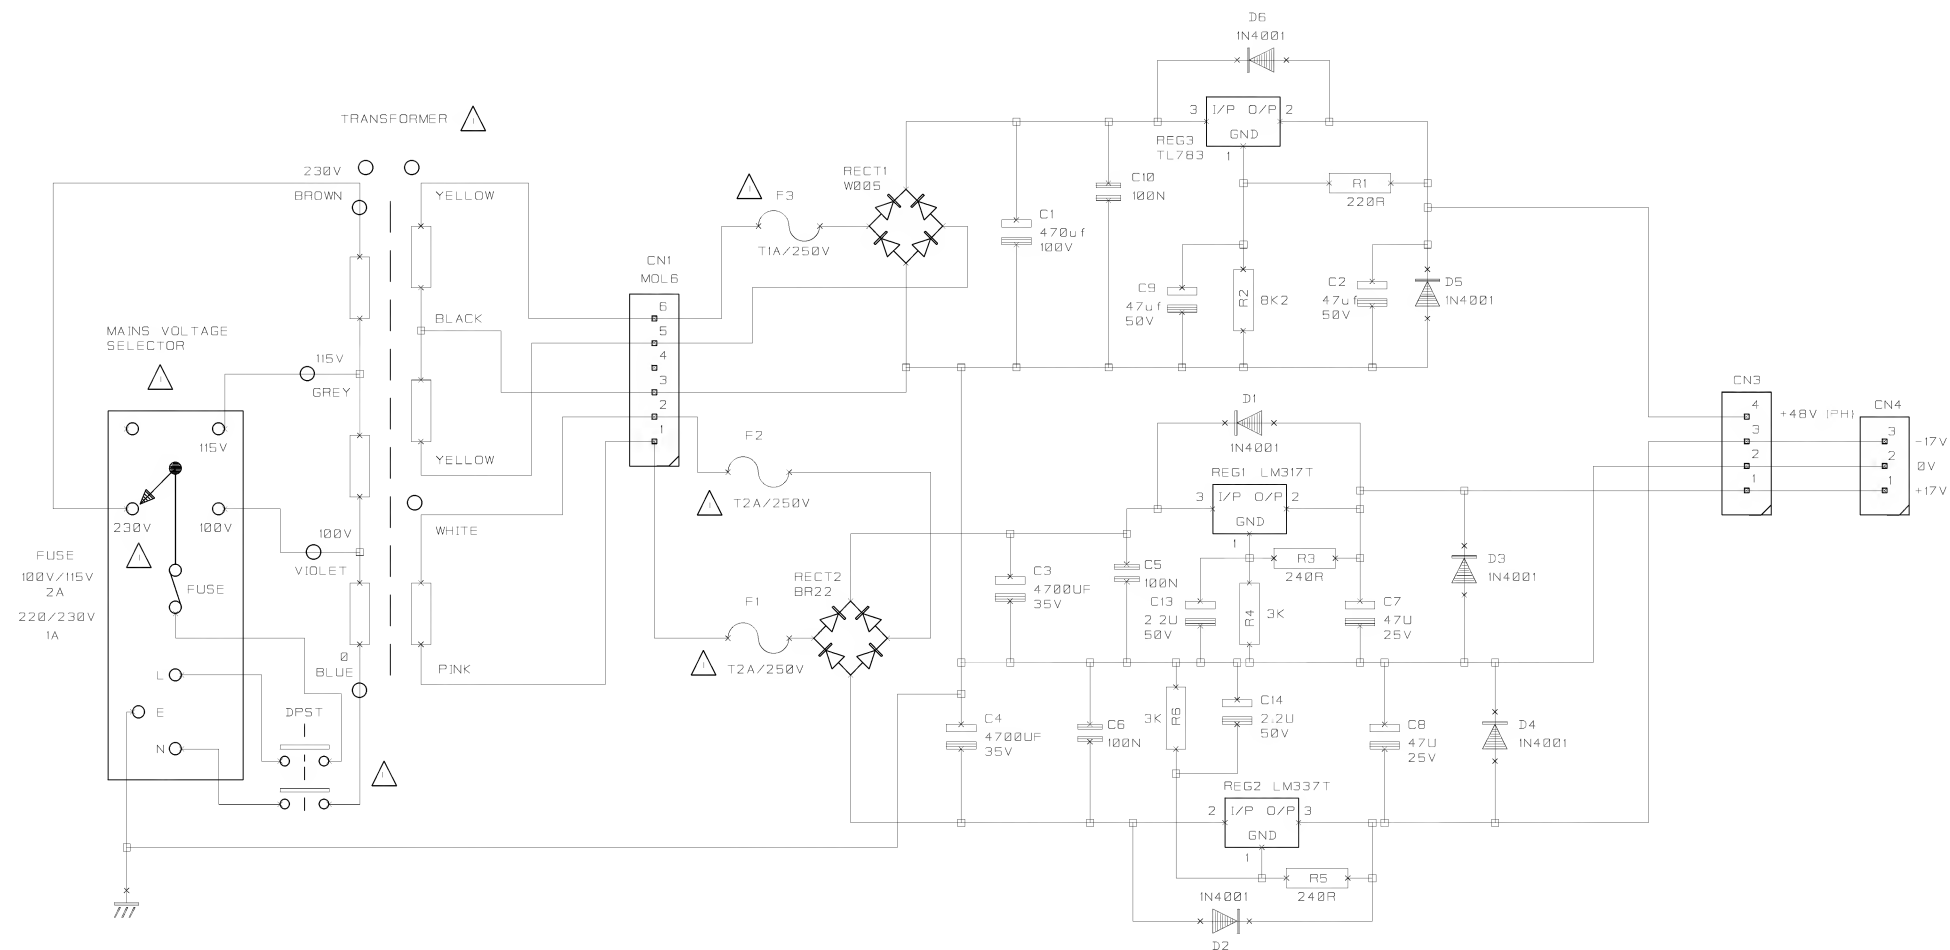 D6
1N4001
TRANSFORMER
3
I/P
O/P
2
GND
1
REG3
TL783
RECT1
W005
230V
BROWN
YELLOW
F3
T1A/250V
C10
100N
R1
220R
C1
470uf
100V
CN1
MOL6
6
5
4
3
2
1
C9
47uf
50V
R2
8K2
C2
47uf
50V
D5
1N4001
BLACK
MAINS VOLTAGE
SELECTOR
115V
GREY
CN3
4
3
2
1
+48V (PH)
CN4
3
2
1
-17V
0V
+17V
D1
1N4001
115V
F2
T2A/250V
YELLOW
REG1 LM317T
3
I/P
O/P
2
GND
1
230V
100V
100V
VIOLET
WHITE
FUSE
100V/115V
2A
220/230V
1A
FUSE
RECT2
BR22
C3
4700UF
35V
C5
100N
R3
240R
C13
2.2U
50V
R4
3K
C7
47U
25V
D3
1N4001
F1
T2A/250V
0
BLUE
PINK
L
E
N
DPST
C4
4700UF
35V
C6
100N
3K
R6
C14
2.2U
50V
C8
47U
25V
D4
1N4001
REG2 LM337T
2
I/P
O/P
3
GND
1
R5
240R
1N4001
D2